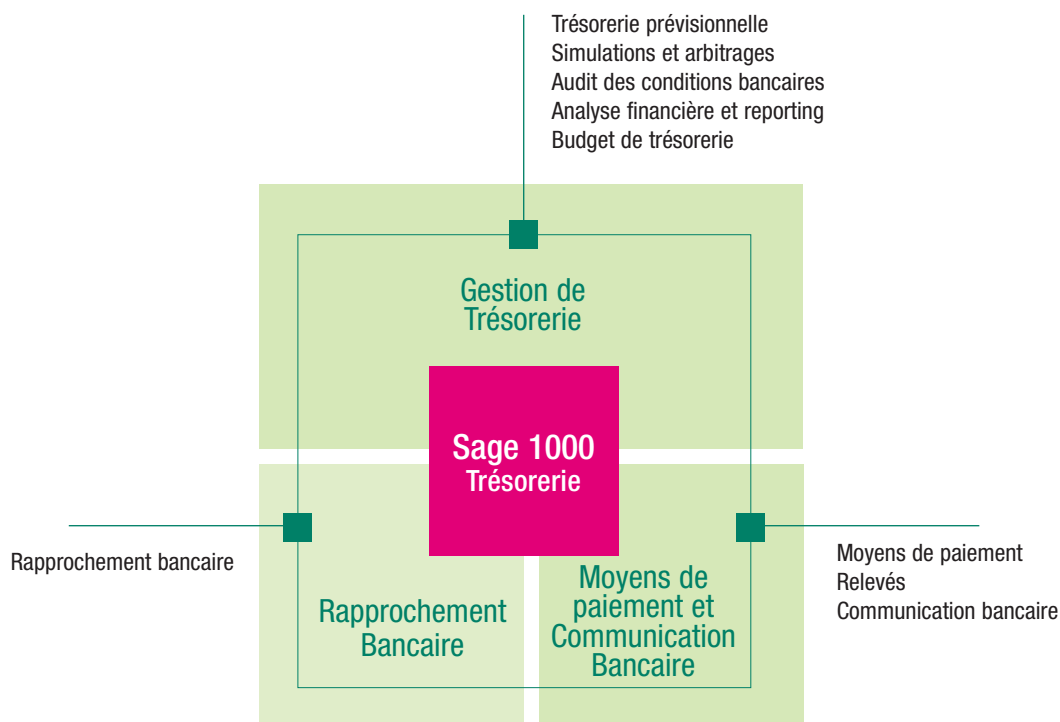 Trésorerie prévisionnelle
Simulations et arbitrages
Audit des conditions bancaires
Analyse financière et reporting
Budget de trésorerie
Gestion de
Trésorerie
Sage 1000
Trésorerie
Rapprochement bancaire
Rapprochement
Bancaire
Moyens de
paiement et
Communication
Bancaire
Moyens de paiement
Relevés
Communication bancaire